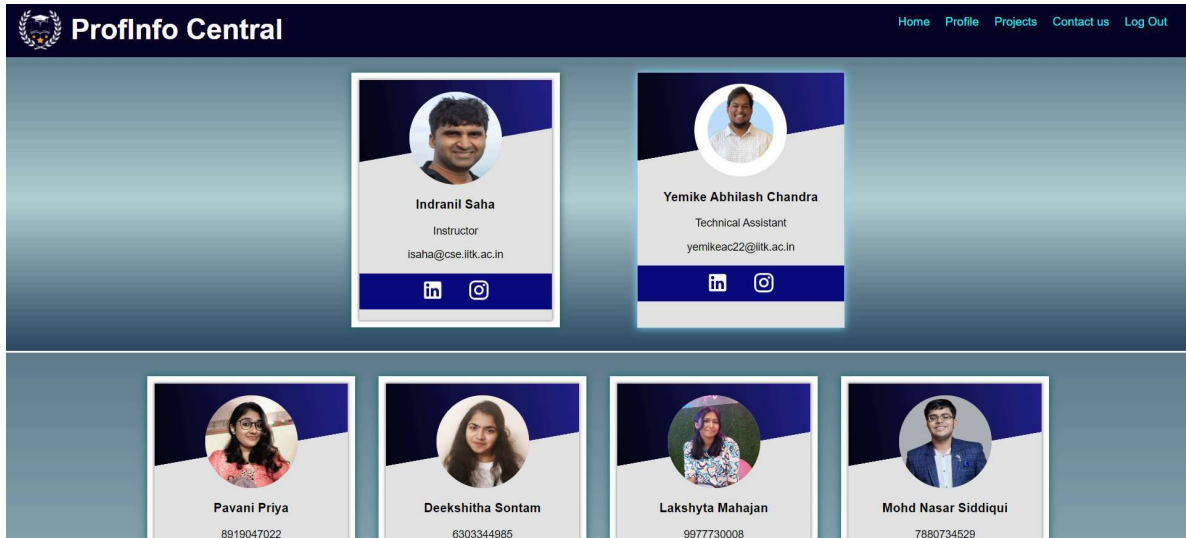 ProfInfo Central
Home Profile Projects Contact us Log Out
Indranil Saha
Instructor
isaha@cse.iitk.ac.in
Yemike Abhilash Chandra
Technical Assistant
yemikeac22@iitk.ac.in
Pavani Priya
8919047022
Deekshitha Sontam
6303344985
Lakshyta Mahajan
9977730008
Mohd Nasar Siddiqui
7880734529